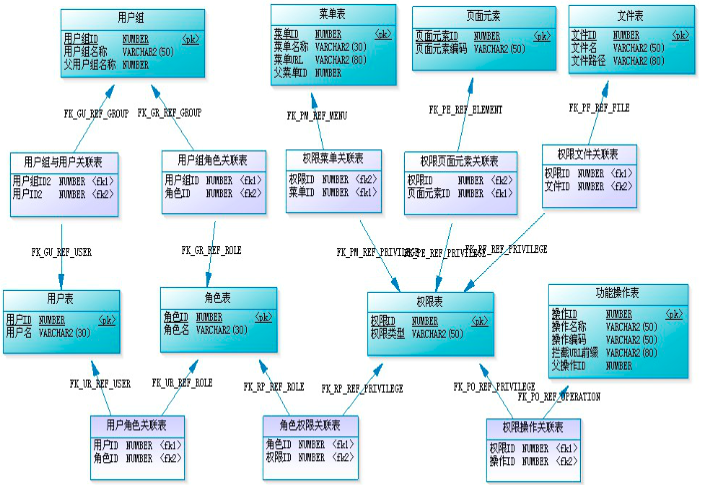 用户组
用户组ID NUMBER <pk>
用户组名称 VARCHAR2(50)
父用户组名称 NUMBER
菜单表
菜单ID NUMBER <pk>
菜单名称 VARCHAR2(30)
菜单URL VARCHAR2(80)
父菜单ID NUMBER
页面元素
页面元素ID NUMBER <pk>
页面元素编码 VARCHAR2(50)
文件表
文件ID NUMBER <pk>
文件名 VARCHAR2(50)
文件路径 VARCHAR2(80)
FK_GU_REF_GROUP
FK_GR_REF_GROUP
FK_PM_REF_MENU
FK_PE_REF_ELEMENT
FK_PF_REF_FILE
用户组与用户关联表
用户组ID2 NUMBER <fk1>
用户ID2 NUMBER <fk2>
用户组角色关联表
用户组ID NUMBER <fk1>
角色ID NUMBER <fk2>
权限菜单关联表
权限ID NUMBER <fk2>
菜单ID NUMBER <fk1>
权限页面元素关联表
权限ID NUMBER <fk2>
页面元素ID NUMBER <fk1>
权限文件关联表
权限ID NUMBER <fk1>
文件ID NUMBER <fk2>
FK_GU_REF_USER
FK_GR_REF_ROLE
FK_PM_REF_PRIVILEGE
FK_PE_REF_PRIVILEGE
FK_PF_REF_PRIVILEGE
用户表
用户ID NUMBER <pk>
用户名 VARCHAR2(30)
角色表
角色ID NUMBER <pk>
角色名 VARCHAR2(30)
权限表
权限ID NUMBER <pk>
权限类型 VARCHAR2(50)
功能操作表
操作ID NUMBER <pk>
操作名称 VARCHAR2(50)
操作编码 VARCHAR2(50)
拦截URL前缀 VARCHAR2(80)
父操作ID NUMBER
FK_UR_REF_USER
FK_UR_REF_ROLE
FK_RP_REF_ROLE
FK_RP_REF_PRIVILEGE
FK_PO_REF_PRIVILEGE
FK_PO_REF_OPERATION
用户角色关联表
用户ID NUMBER <fk1>
角色ID NUMBER <fk2>
角色权限关联表
角色ID NUMBER <fk1>
权限ID NUMBER <fk2>
权限操作关联表
权限ID NUMBER <fk1>
操作ID NUMBER <fk2>